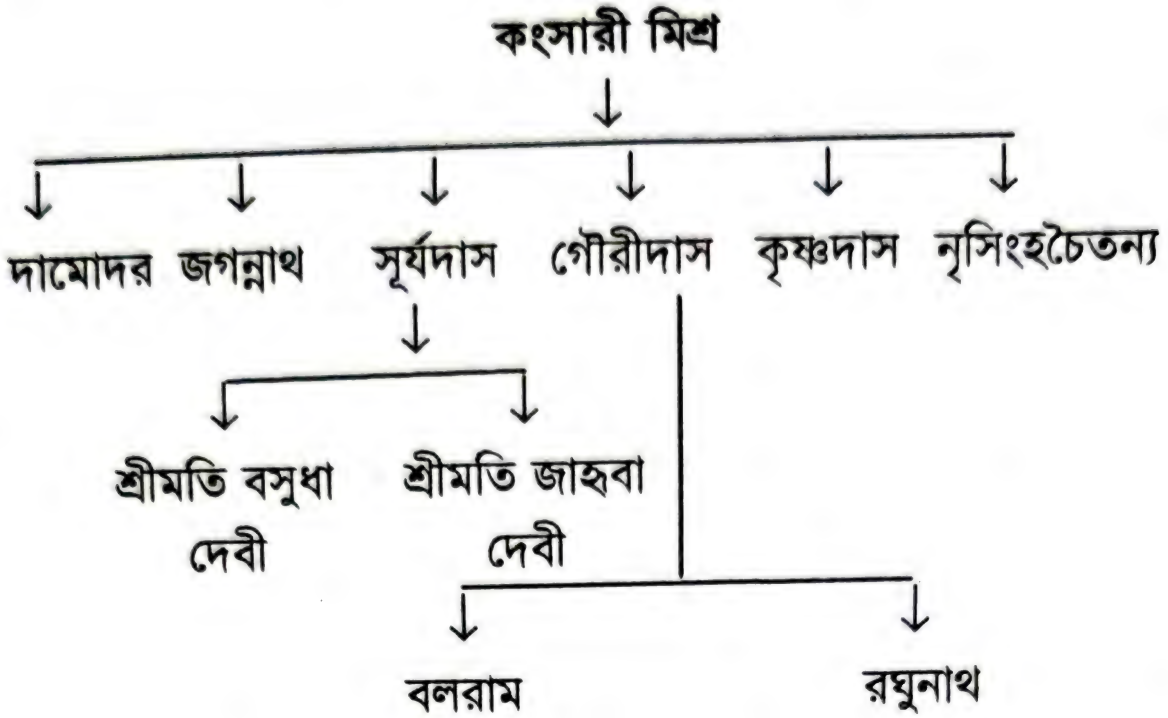 কংসারী মিশ্র
দামোদর জগন্নাথ সূর্যদাস গৌরীদাস কৃষ্ণদাস নৃসিংহচৈতন্য
শ্রীমতি বসুধা শ্রীমতি জাহ্নবা
দেবী দেবী
বলরাম রঘুনাথ